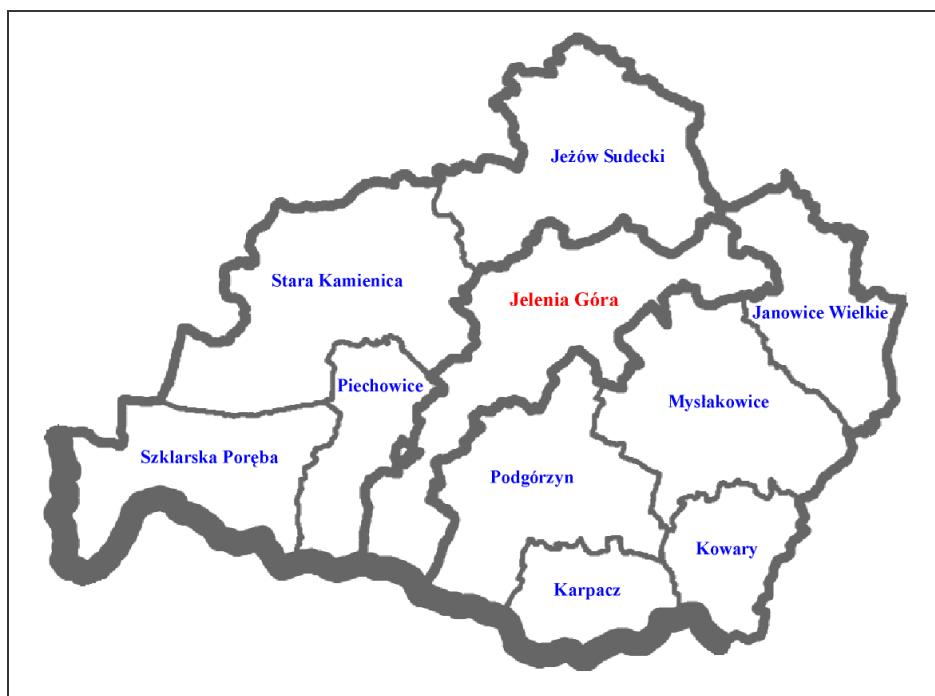 Jeżów Sudecki
Stara Kamienica
Jelenia Góra
Janowice Wielkie
Piechowice
Mysłakowice
Szklarska Poręba
Podgórzyn
Kowary
Karpacz